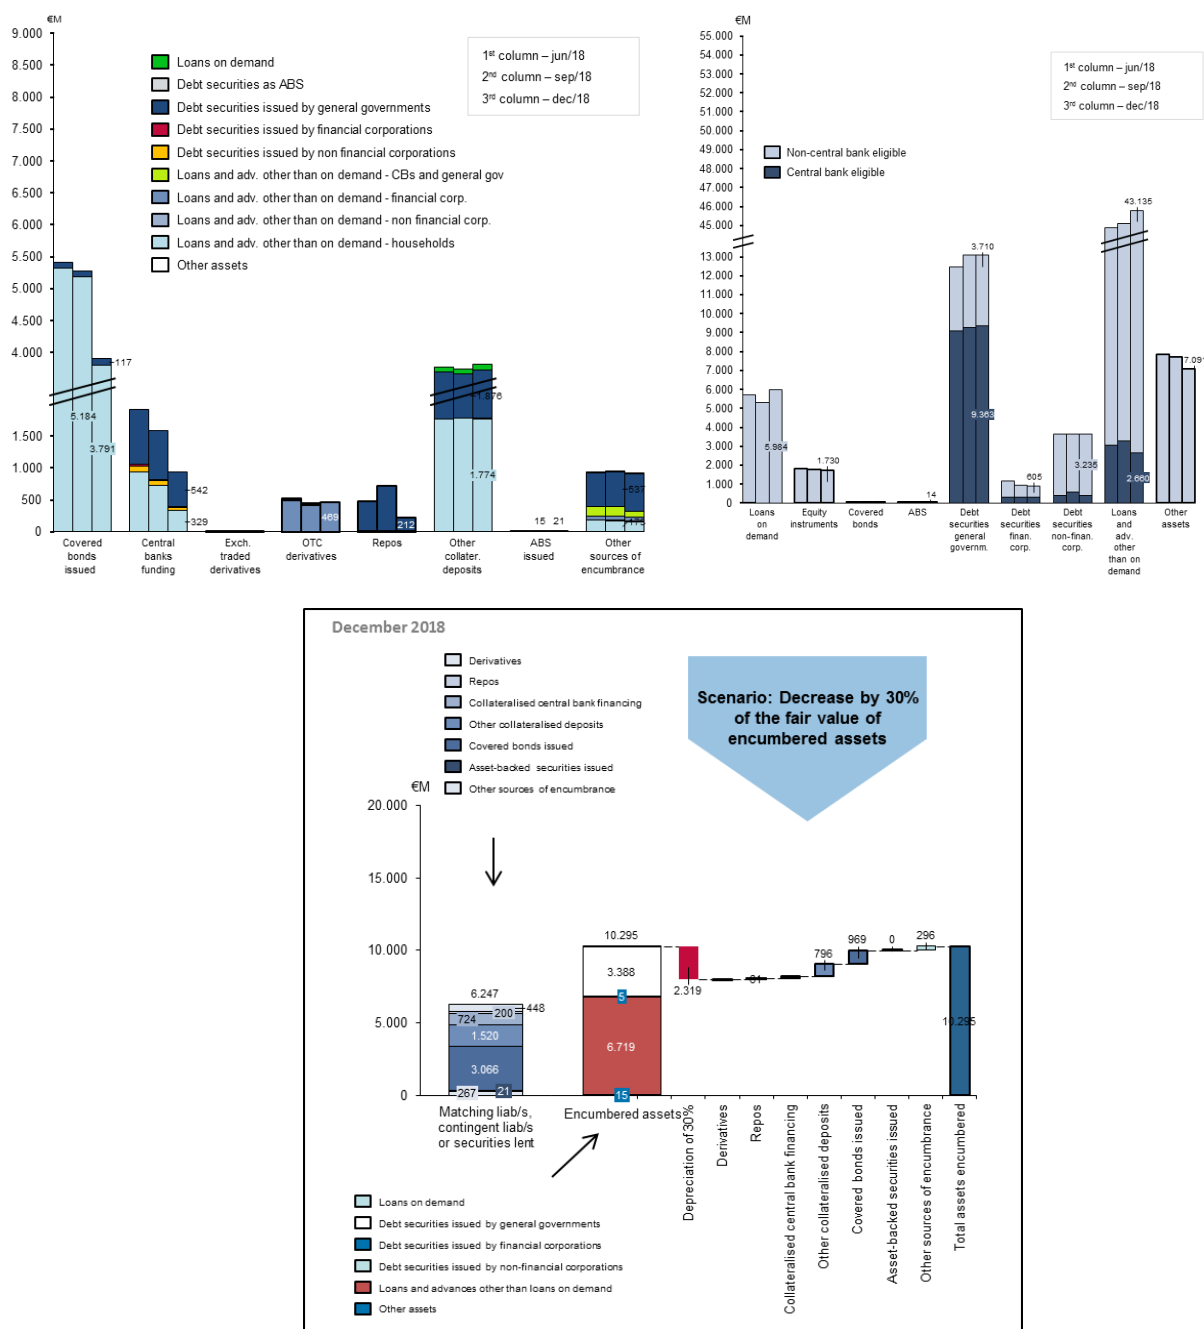 €M
9.000
8.500
8.000
7.500
7.000
6.500
6.000
5.500
5.000
4.500
4.000
1.500
1.000
500
0
Loans on demand
Debt securities as ABS
Debt securities issued by general governments
Debt securities issued by financial corporations
Debt securities issued by non financial corporations
Loans and adv. other than on demand - CBs and general gov
Loans and adv. other than on demand - financial corp.
Loans and adv. other than on demand - non financial corp.
Loans and adv. other than on demand - households
Other assets
1st column – jun/18
2nd column – sep/18
3rd column – dec/18
117
5.184
3.791
542
329
469
212
1.876
1.774
15 21
537
175
Covered
bonds
issued
Central
banks
funding
Exch.
traded
derivatives
OTC
derivatives
Repos
Other
collater.
deposits
ABS
issued
Other
sources of
encumbrance
€M
55.000
54.000
53.000
52.000
51.000
50.000
49.000
48.000
47.000
46.000
45.000
13.000
12.000
11.000
10.000
9.000
8.000
7.000
6.000
5.000
4.000
3.000
2.000
1.000
0
1st column – jun/18
2nd column – sep/18
3rd column – dec/18
Non-central bank eligible
Central bank eligible
43.135
3.710
7.091
5.984
9.363
1.730
605
3.235
2.660
14
Loans
on
demand
Equity
instruments
Covered
bonds
ABS
Debt
securities
general
governm.
Debt
securities
finan.
corp.
Debt
securities
non-finan.
corp.
Loans
and
adv.
other
than on
demand
Other
assets
December 2018
Derivatives
Repos
Collateralised central bank financing
Other collateralised deposits
Covered bonds issued
Asset-backed securities issued
Other sources of encumbrance
Scenario: Decrease by 30%
of the fair value of
encumbered assets
€M
20.000
15.000
10.000
5.000
0
6.247
448
200
724
1.520
3.066
267
21
10.295
3.388
5
6.719
15
2.319
31
796
969
0
296
10.295
Matching liab/s,
contingent liab/s
or securities lent
Encumbered assets
Depreciation of 30%
Derivatives
Repos
Collateralised central bank financing
Other collateralised deposits
Covered bonds issued
Asset-backed securities issued
Other sources of encumbrance
Total assets encumbered
Loans on demand
Debt securities issued by general governments
Debt securities issued by financial corporations
Debt securities issued by non-financial corporations
Loans and advances other than loans on demand
Other assets